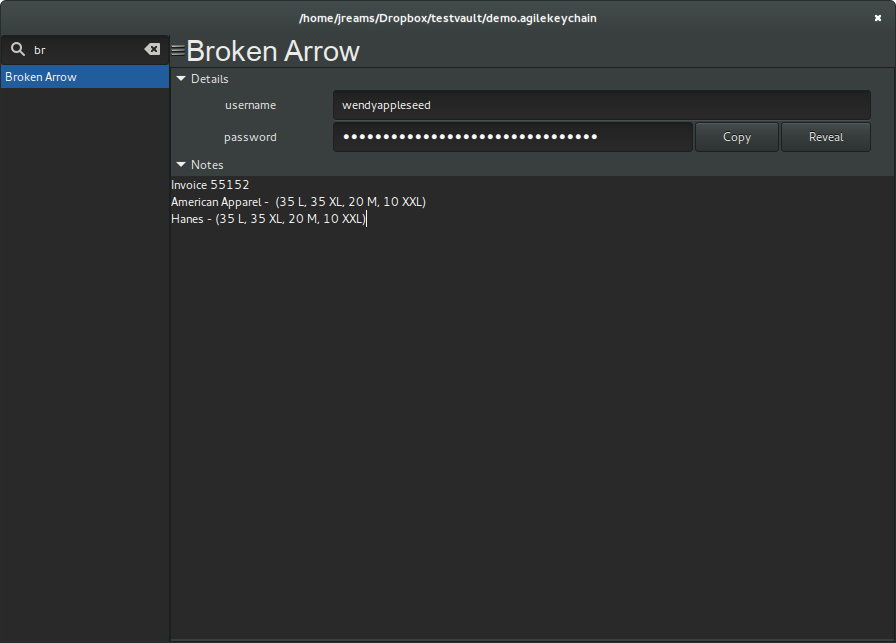 /home/jreams/Dropbox/testvault/demo.agilekeychain
br
Broken Arrow
Broken Arrow
Details
username
wendyappleseed
password
••••••••••••••••••••••••••••••••
Copy
Reveal
Notes
Invoice 55152
American Apparel -  (35 L, 35 XL, 20 M, 10 XXL)
Hanes - (35 L, 35 XL, 20 M, 10 XXL)